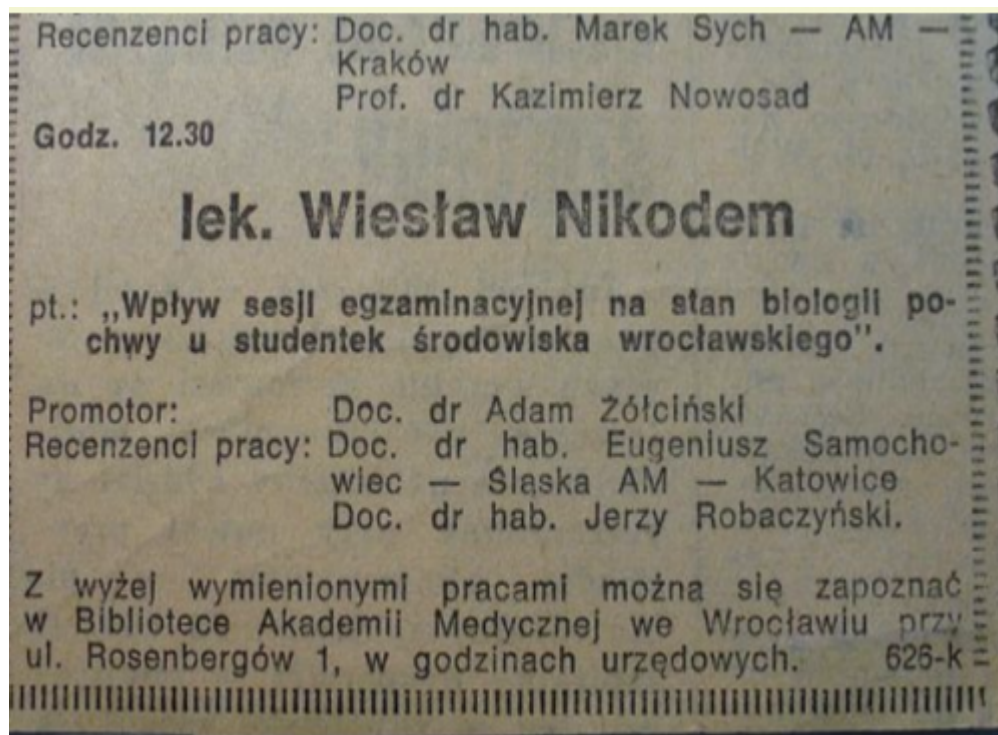 Recenzenci pracy: Doc. dr hab. Marek Sych — AM —
Kraków
Prof. dr Kazimierz Nowosad
Godz. 12.30
lek. Wiesław Nikodem
pt.: „Wpływ sesji egzaminacyjnej na stan biologii po-
chwy u studentek środowiska wrocławskiego".
Promotor: Doc. dr Adam Żółciński
Recenzenci pracy: Doc. dr hab. Eugeniusz Samocho-
wiec — Śląska AM — Katowice
Doc. dr hab. Jerzy Robaczyński.
Z wyżej wymienionymi pracami można się zapoznać
w Bibliotece Akademii Medycznej we Wrocławiu przy
ul. Rosenbergów 1, w godzinach urzędowych. 626-k